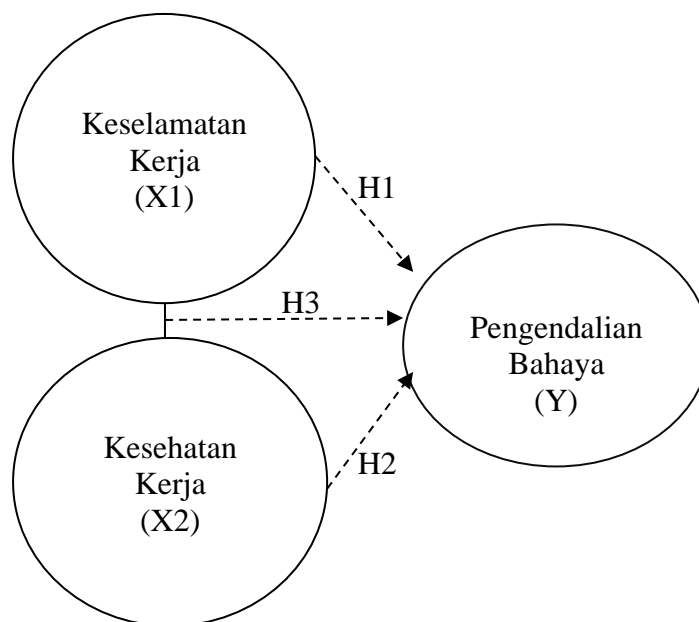 Keselamatan
Kerja
(X1)
H1
H3
Pengendalian
Bahaya
(Y)
Kesehatan
Kerja
(X2)
H2